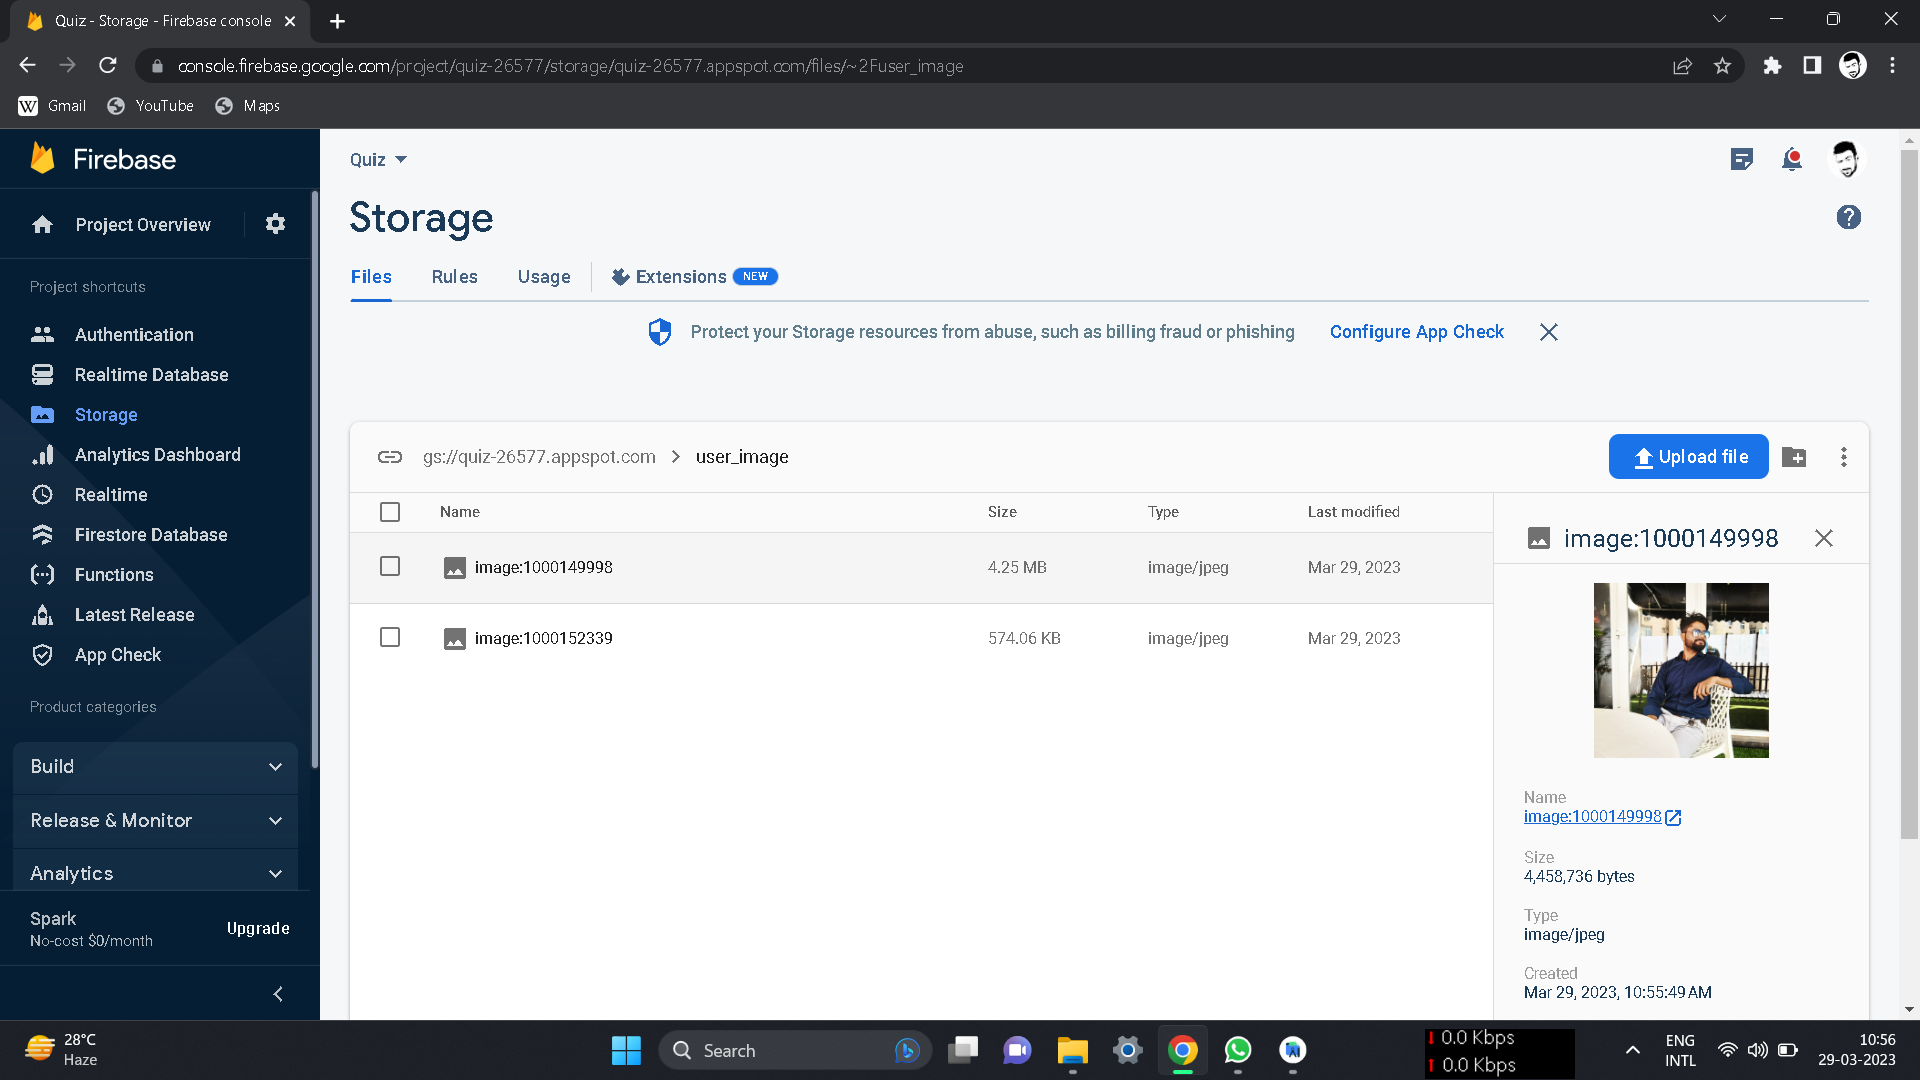 Quiz - Storage - Firebase console
console.firebase.google.com/project/quiz-26577/storage/quiz-26577.appspot.com/files/~2Fuser_image
W Gmail YouTube Maps
Firebase
Project Overview
Project shortcuts
Authentication
Realtime Database
Storage
Analytics Dashboard
Realtime
Firestore Database
Functions
Latest Release
App Check
Product categories
Build
Release & Monitor
Analytics
Spark
No-cost $0/month
Upgrade
Quiz
Storage
Files Rules Usage Extensions NEW
Protect your Storage resources from abuse, such as billing fraud or phishing Configure App Check
gs://quiz-26577.appspot.com > user_image
Upload file
Name Size Type Last modified
image:1000149998 4.25 MB image/jpeg Mar 29, 2023
image:1000152339 574.06 KB image/jpeg Mar 29, 2023
image:1000149998
Name
image:1000149998
Size
4,458,736 bytes
Type
image/jpeg
Created
Mar 29, 2023, 10:55:49 AM
28°C
Haze
Search
0.0 Kbps
0.0 Kbps
ENG
INTL
10:56
29-03-2023